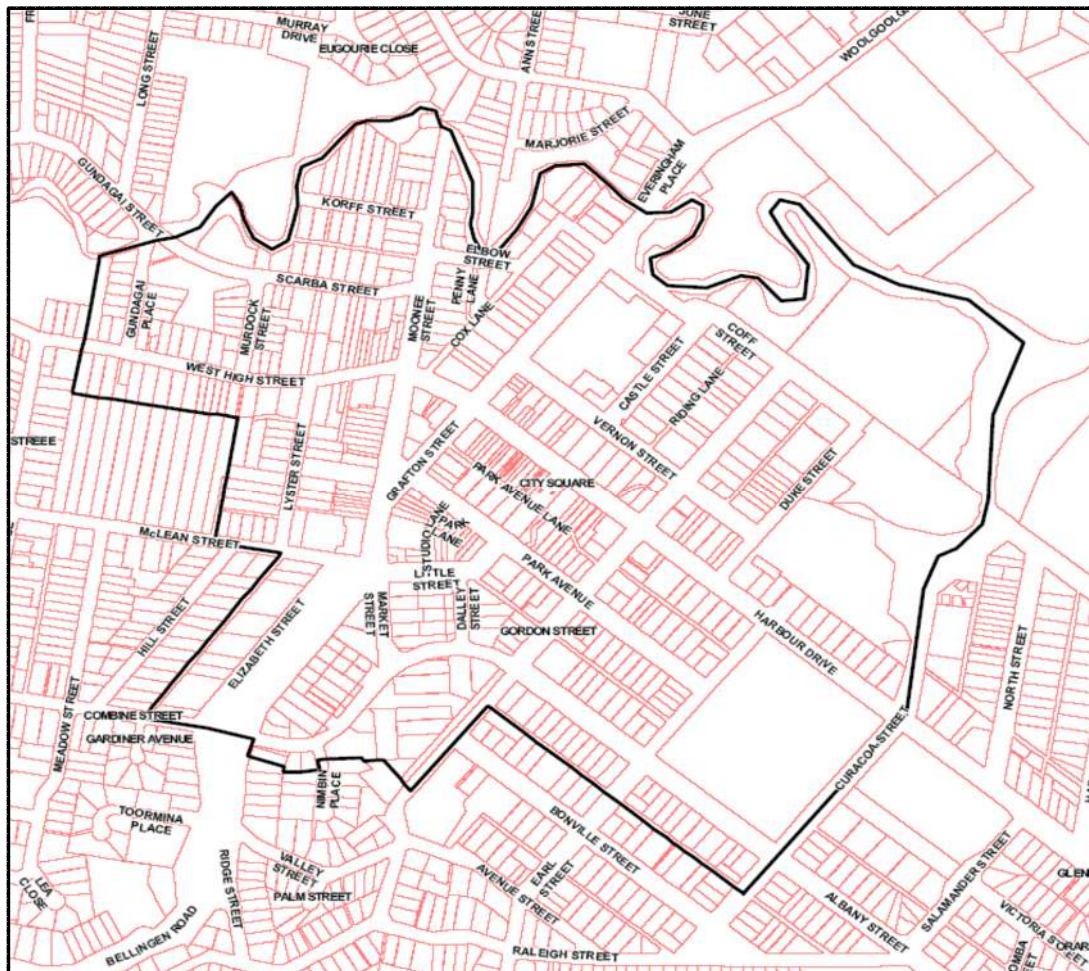 FR
MURRAY
DRIVE
EUGOURIE CLOSE
LONG STREET
ANN STREET
JUNE
STREET
WOOLGOOLG
MARJORIE STREET
EVERINGHAM
PLACE
GUNDAGAI STREET
KORFF STREET
ELBOW
STREET
SCARBA STREET
PENNY
LANE
MOONEE
STREET
COX LANE
GUNDAGAI
PLACE
MURDOCK
STREET
WEST HIGH STREET
COFF
STREET
CASTLE STREET
RIDING LANE
VERNON STREET
STREEE
LYSTER STREET
GRAFTON STREET
PARK AVENUE LANE
CITY SQUARE
DUKE STREET
McLEAN STREET
STUDIO LANE
PARK
LANE
LITTLE
STREET
PARK AVENUE
MARKET
STREET
DALLEY
STREET
GORDON STREET
HARBOUR DRIVE
HILL STREET
ELIZABETH STREET
NORTH STREET
COMBINE STREET
GARDINER AVENUE
MEADOW STREET
CURACOA STREET
NIMBIN
PLACE
TOORMINA
PLACE
BONVILLE STREET
VALLEY
STREET
RIDGE STREET
PALM STREET
AVENUE STREET
EARL
STREET
LEA
CLOSE
BELLINGEN ROAD
RALEIGH STREET
ALBANY STREET
SALAMANDER STREET
GLEN
VICTORIA STREET
ORAR